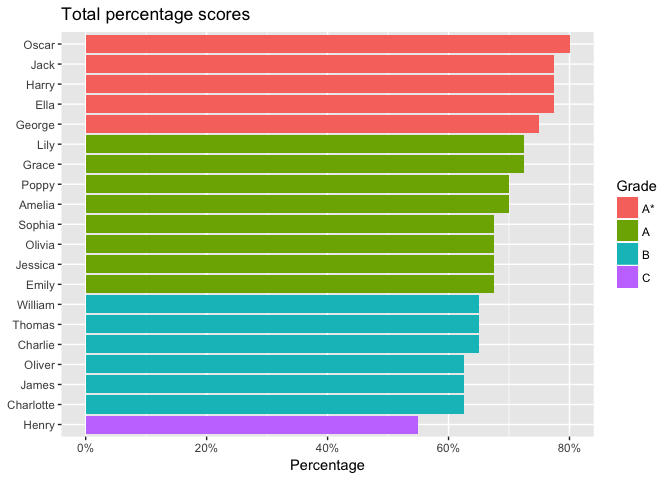 Total percentage scores
Oscar
Jack
Harry
Ella
George
Lily
Grace
Poppy
Amelia
Sophia
Olivia
Jessica
Emily
William
Thomas
Charlie
Oliver
James
Charlotte
Henry
0% 20% 40% 60% 80%
Percentage
Grade
A*
A
B
C